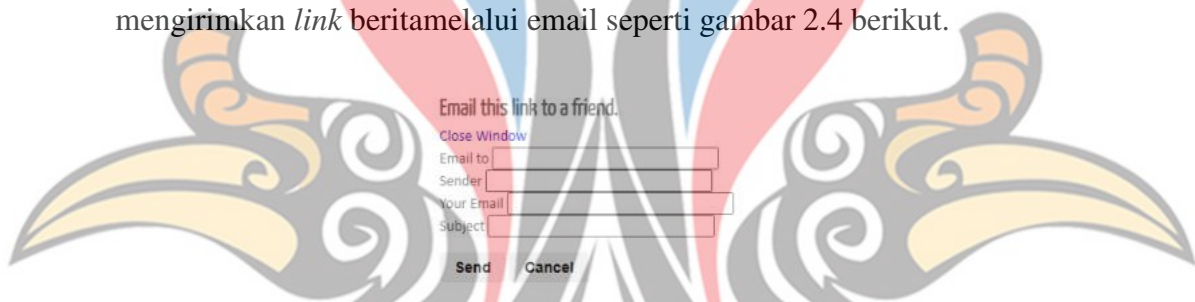 mengirimkan link beritamelalui email seperti gambar 2.4 berikut.
Email this link to a friend.
Close Window
Email to
Sender
Your Email
Subject
Send Cancel